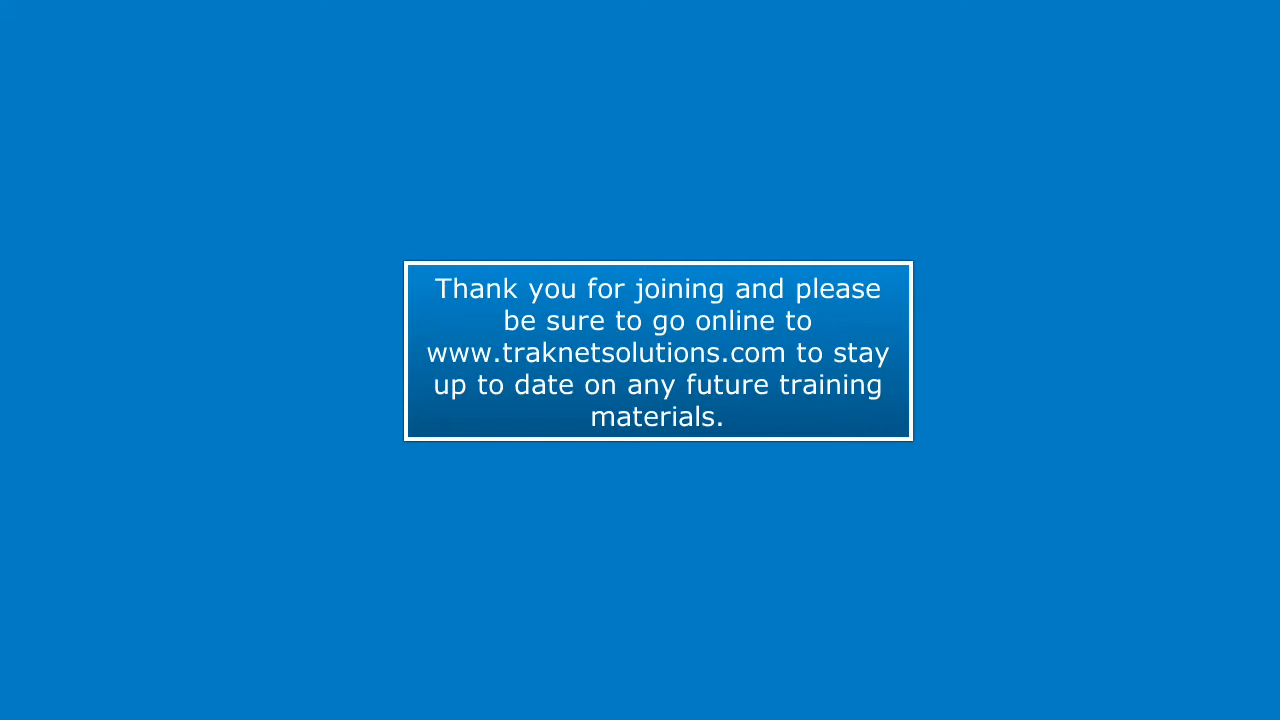 Thank you for joining and please
be sure to go online to
www.traknetsolutions.com to stay
up to date on any future training
materials.